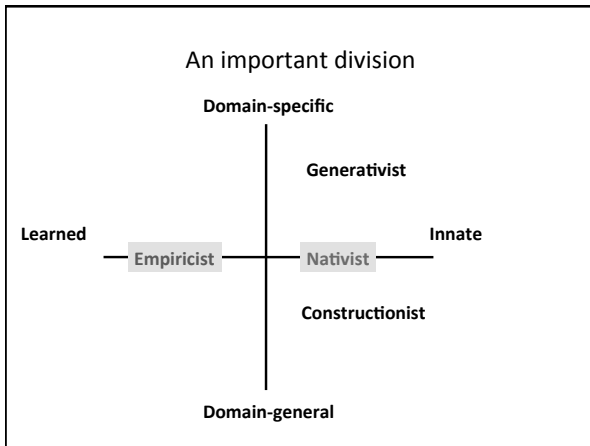 An important division
Domain-specific
Generativist
Learned
Innate
Empiricist
Nativist
Constructionist
Domain-general